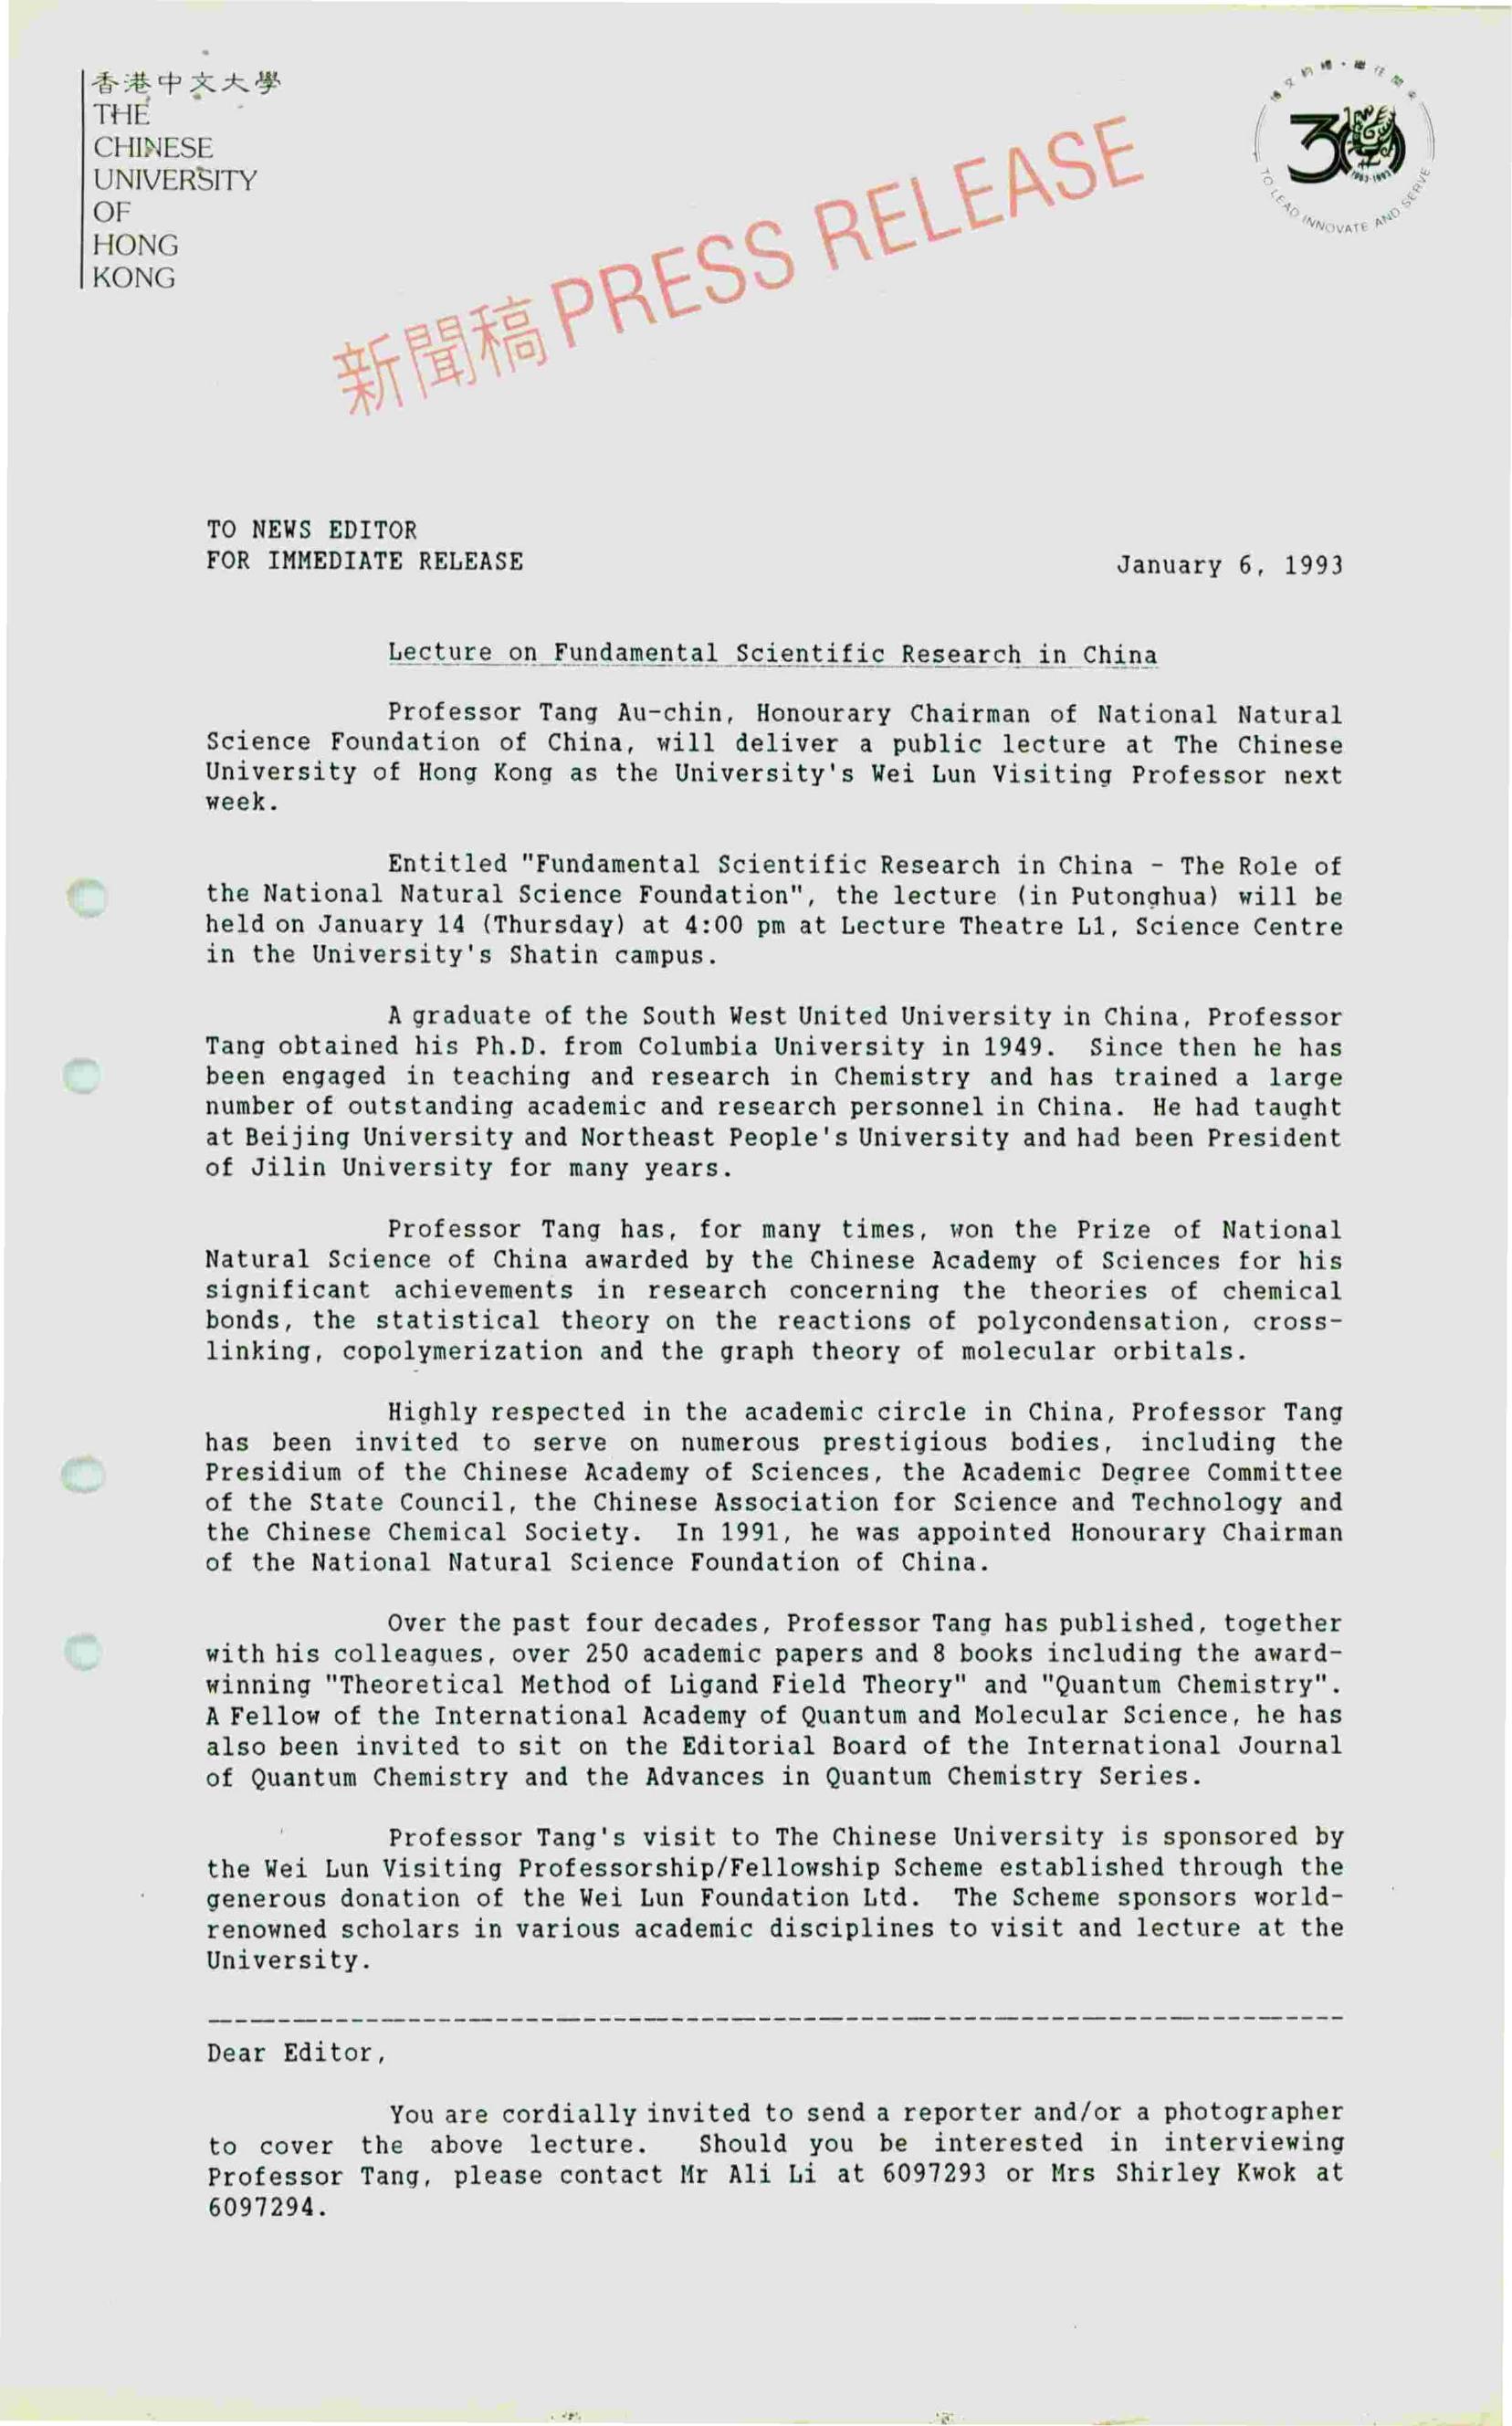 香港中文大學
THE
CHINESE
UNIVERSITY
OF
HONG
KONG
博文約禮・繼往開來
30
1963-1993
TO LEAD INNOVATE AND SERVE
新聞稿 PRESS RELEASE
TO NEWS EDITOR
FOR IMMEDIATE RELEASE
January 6, 1993
Lecture on Fundamental Scientific Research in China
Professor Tang Au-chin, Honourary Chairman of National Natural
Science Foundation of China, will deliver a public lecture at The Chinese
University of Hong Kong as the University's Wei Lun Visiting Professor next
week.
Entitled "Fundamental Scientific Research in China - The Role of
the National Natural Science Foundation", the lecture (in Putonghua) will be
held on January 14 (Thursday) at 4:00 pm at Lecture Theatre L1, Science Centre
in the University's Shatin campus.
A graduate of the South West United University in China, Professor
Tang obtained his Ph.D. from Columbia University in 1949. Since then he has
been engaged in teaching and research in Chemistry and has trained a large
number of outstanding academic and research personnel in China. He had taught
at Beijing University and Northeast People's University and had been President
of Jilin University for many years.
Professor Tang has, for many times, won the Prize of National
Natural Science of China awarded by the Chinese Academy of Sciences for his
significant achievements in research concerning the theories of chemical
bonds, the statistical theory on the reactions of polycondensation, cross-
linking, copolymerization and the graph theory of molecular orbitals.
Highly respected in the academic circle in China, Professor Tang
has been invited to serve on numerous prestigious bodies, including the
Presidium of the Chinese Academy of Sciences, the Academic Degree Committee
of the State Council, the Chinese Association for Science and Technology and
the Chinese Chemical Society. In 1991, he was appointed Honourary Chairman
of the National Natural Science Foundation of China.
Over the past four decades, Professor Tang has published, together
with his colleagues, over 250 academic papers and 8 books including the award-
winning "Theoretical Method of Ligand Field Theory" and "Quantum Chemistry".
A Fellow of the International Academy of Quantum and Molecular Science, he has
also been invited to sit on the Editorial Board of the International Journal
of Quantum Chemistry and the Advances in Quantum Chemistry Series.
Professor Tang's visit to The Chinese University is sponsored by
the Wei Lun Visiting Professorship/Fellowship Scheme established through the
generous donation of the Wei Lun Foundation Ltd. The Scheme sponsors world-
renowned scholars in various academic disciplines to visit and lecture at the
University.
Dear Editor,
You are cordially invited to send a reporter and/or a photographer
to cover the above lecture. Should you be interested in interviewing
Professor Tang, please contact Mr Ali Li at 6097293 or Mrs Shirley Kwok at
6097294.